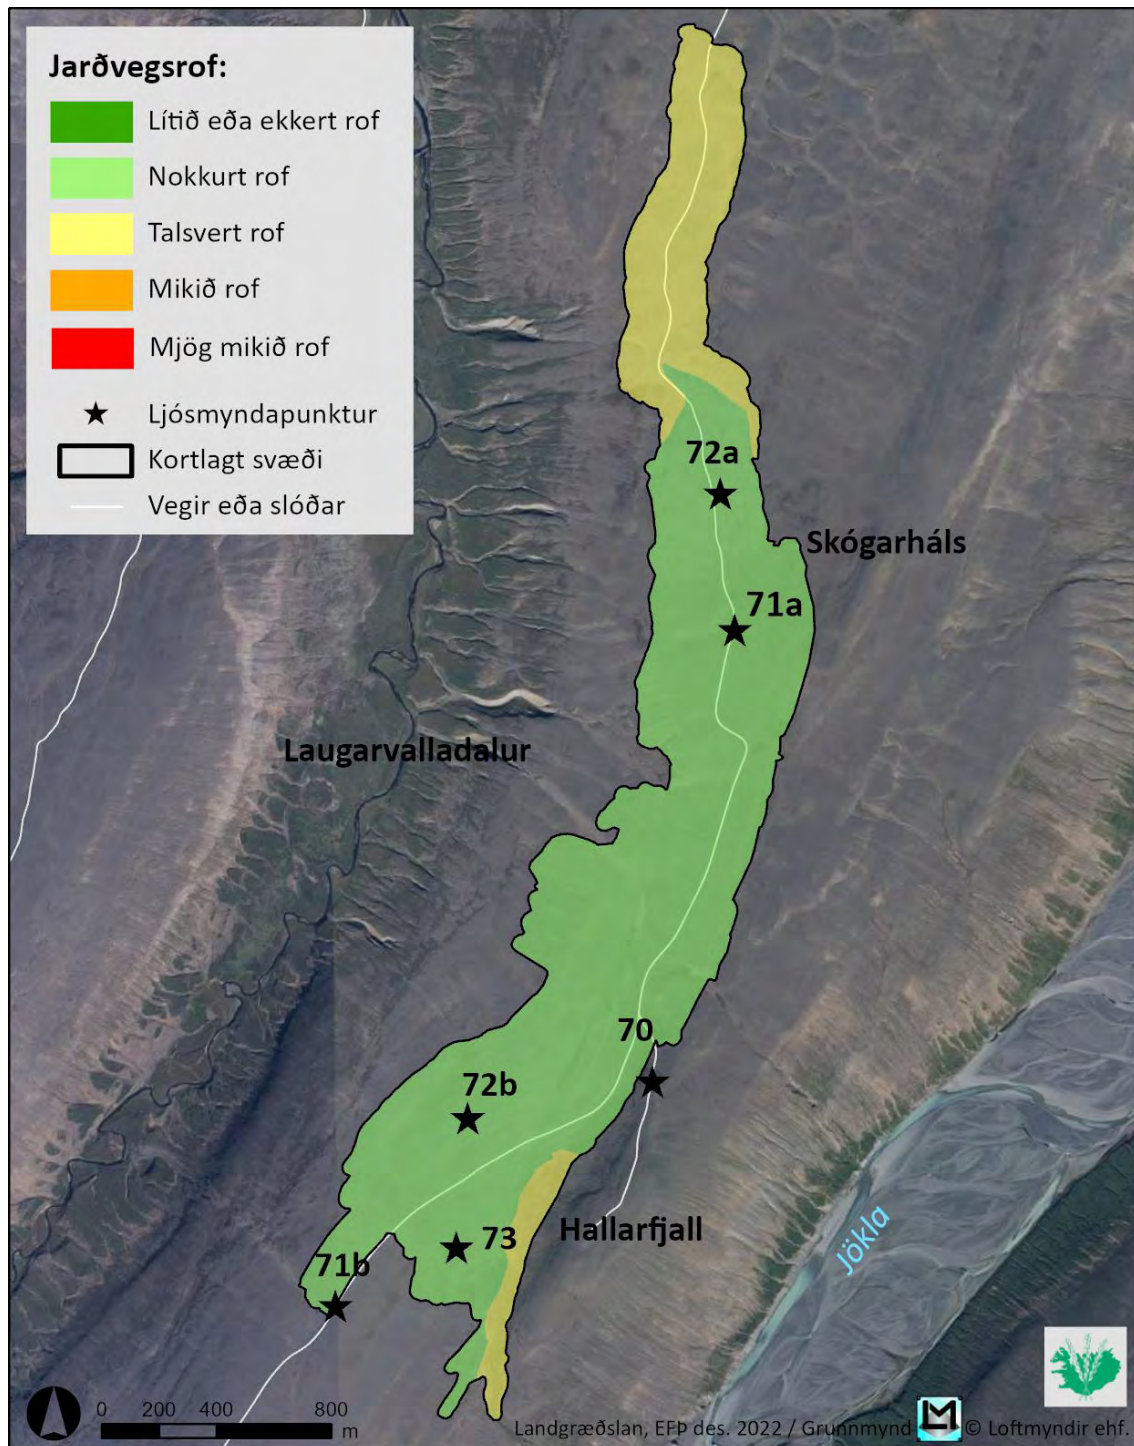 Jarðvegsrof:
Lítið eða ekkert rof
Nokkurt rof
Talsvert rof
Mikið rof
Mjög mikið rof
Ljósmyndapunktur
Kortlagt svæði
Vegir eða slóðar
72a
Skógarháls
71a
Laugarvalladalur
70
72b
Hallarfjall
73
71b
Jökla
0 200 400 800
m
Landgræðslan, EFÞ des. 2022 / Grunnmynd LM © Loftmyndir ehf.